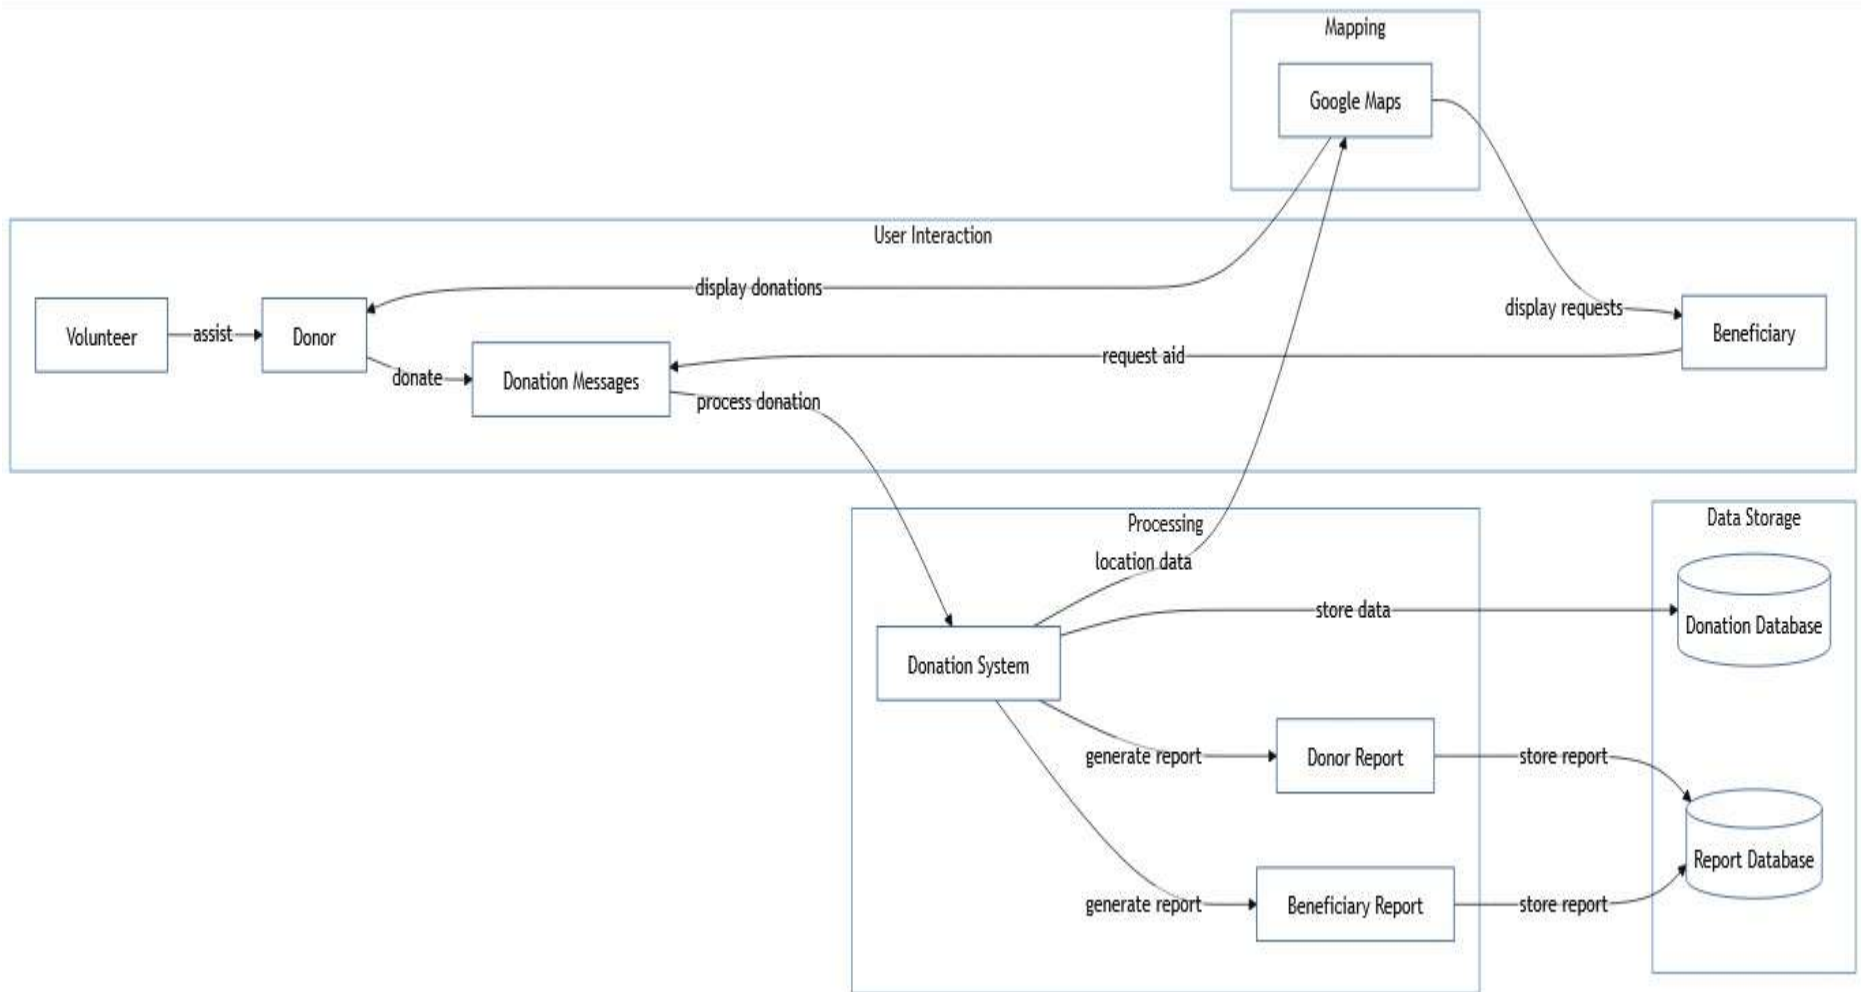 Mapping
Google Maps
User Interaction
display donations
display requests
Volunteer
assist
Donor
Beneficiary
request aid
donate
Donation Messages
process donation
Processing
Data Storage
location data
store data
Donation Database
Donation System
generate report
Donor Report
store report
Report Database
generate report
Beneficiary Report
store report